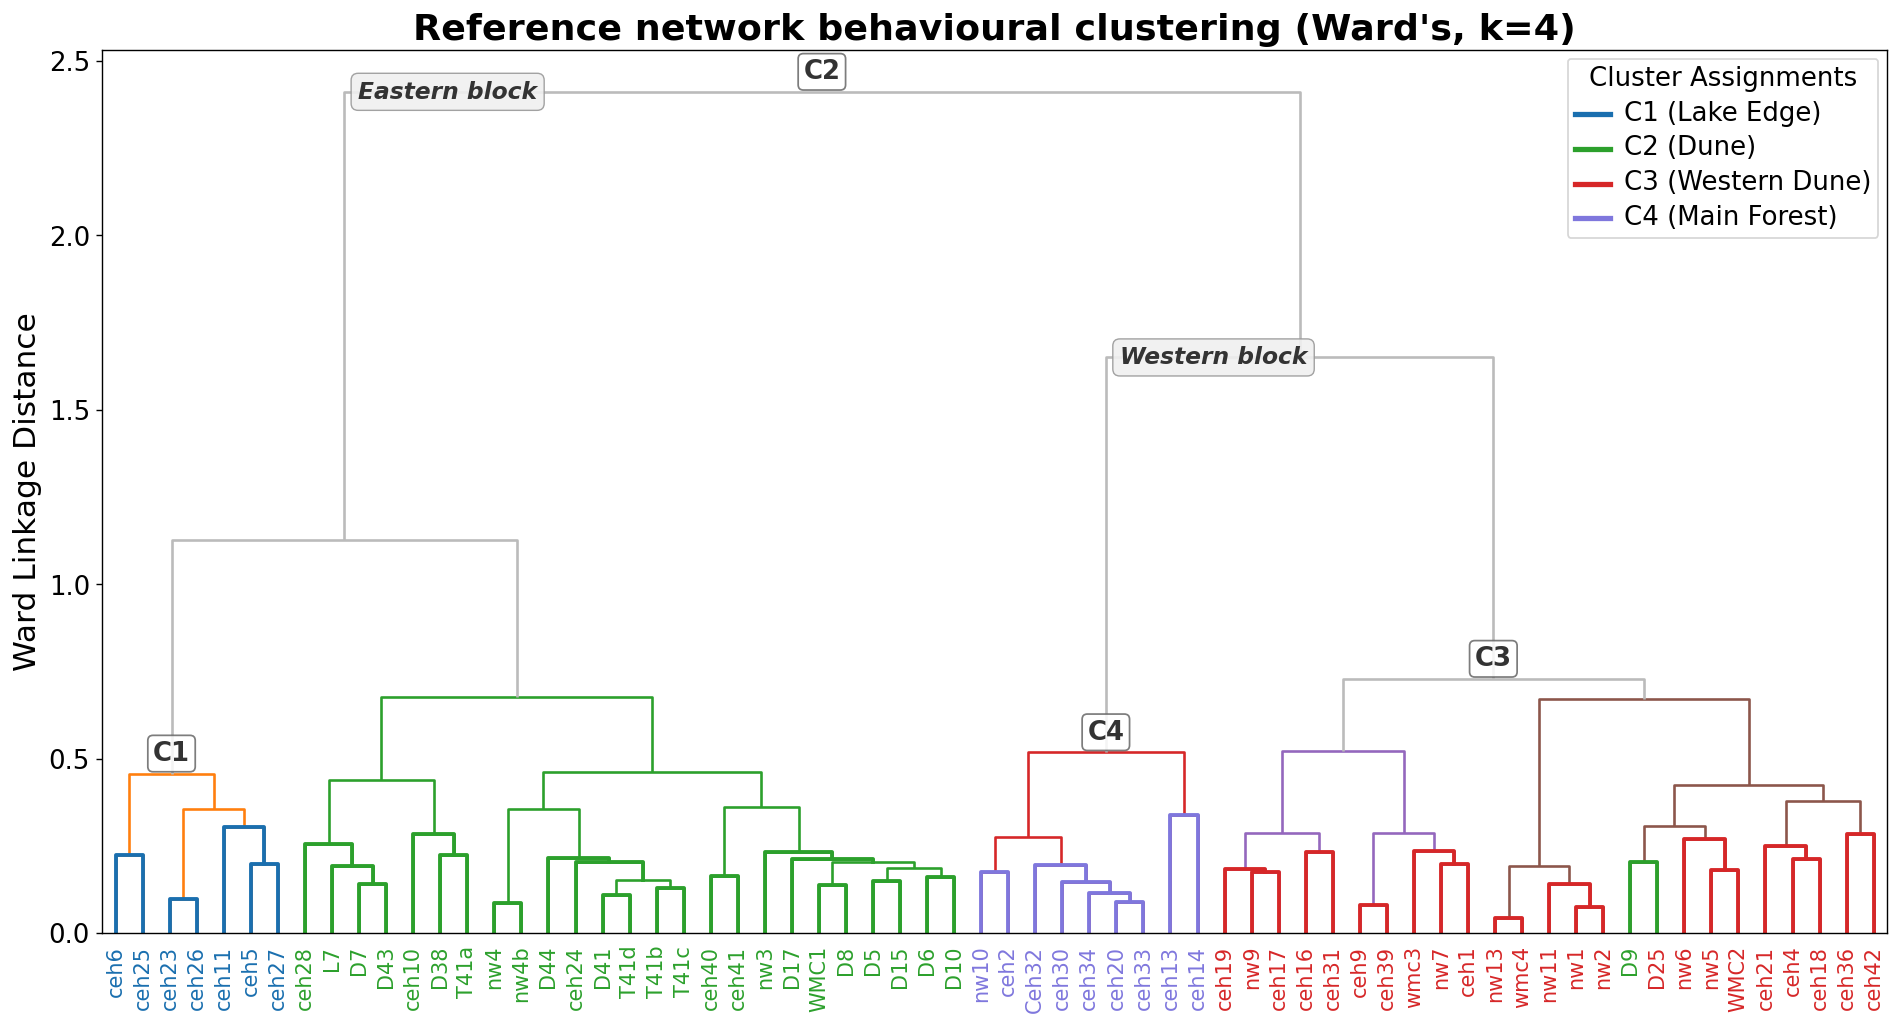 Reference network behavioural clustering (Ward's, k=4)
C2
Eastern block
Cluster Assignments
C1 (Lake Edge)
C2 (Dune)
C3 (Western Dune)
C4 (Main Forest)
Western block
C3
C4
C1
Ward Linkage Distance
2.5
2.0
1.5
1.0
0.5
0.0
ceh6
ceh25
ceh23
ceh26
ceh11
ceh5
ceh27
ceh28
L7
D7
D43
ceh10
D38
T41a
nw4
nw4b
D44
ceh24
D41
T41d
T41b
T41c
ceh40
ceh41
nw3
D17
WMC1
D8
D5
D15
D6
D10
nw10
ceh2
Ceh32
ceh30
ceh34
ceh20
ceh33
ceh13
ceh14
ceh19
nw9
ceh17
ceh16
ceh31
ceh9
ceh39
wmc3
nw7
ceh1
nw13
wmc4
nw11
nw1
nw2
D9
D25
nw6
nw5
WMC2
ceh21
ceh4
ceh18
ceh36
ceh42